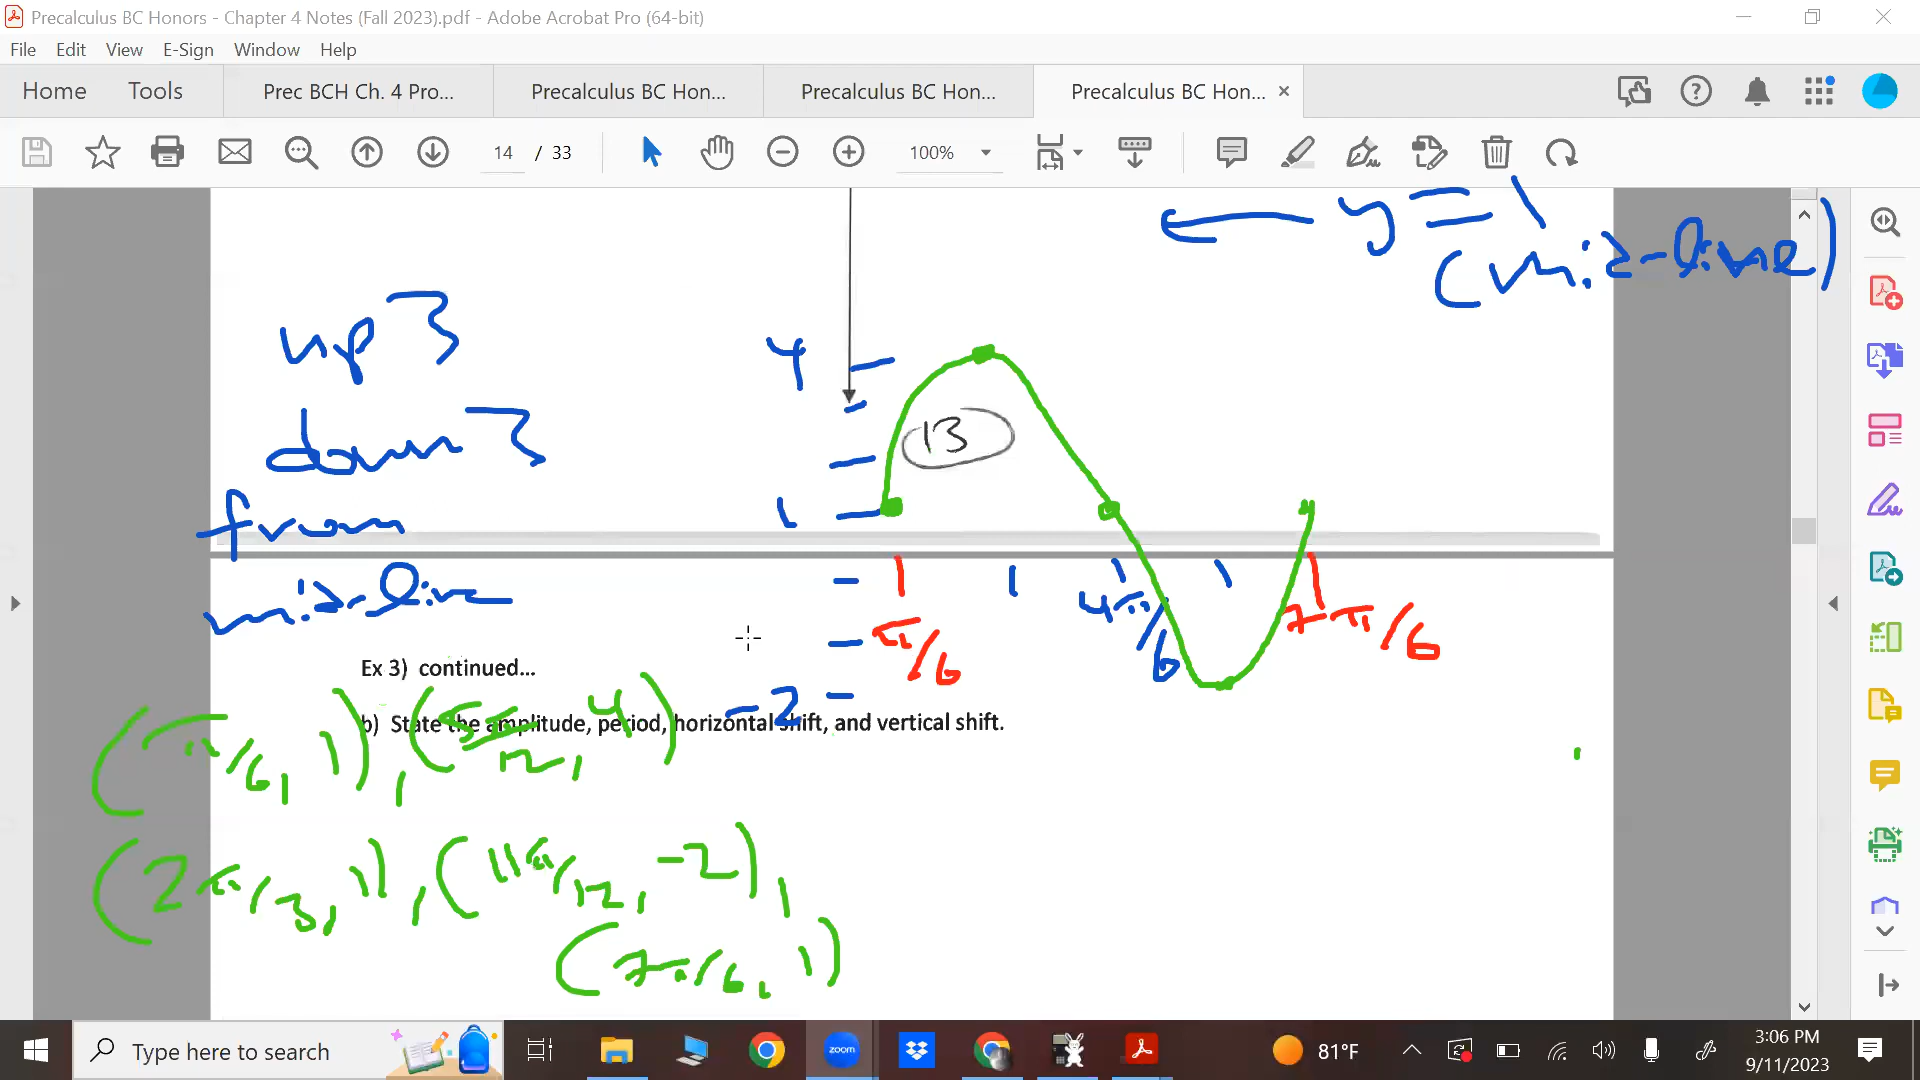 Precalculus BC Honors - Chapter 4 Notes (Fall 2023).pdf - Adobe Acrobat Pro (64-bit)
File Edit View E-Sign Window Help
Home Tools Prec BCH Ch. 4 Pro... Precalculus BC Hon... Precalculus BC Hon... Precalculus BC Hon... ×
14 / 33 100%
y = 1
(mid-line)
up 3
down 3
from
mid-line
4
13
1
π/6
4π/6
7π/6
-2
Ex 3) continued...
b) State the amplitude, period, horizontal shift, and vertical shift.
(π/6, 1), (5π/12, 4)
(2π/3, 1), (11π/12, -2),
(7π/6, 1)
Type here to search
zoom
81°F
3:06 PM
9/11/2023